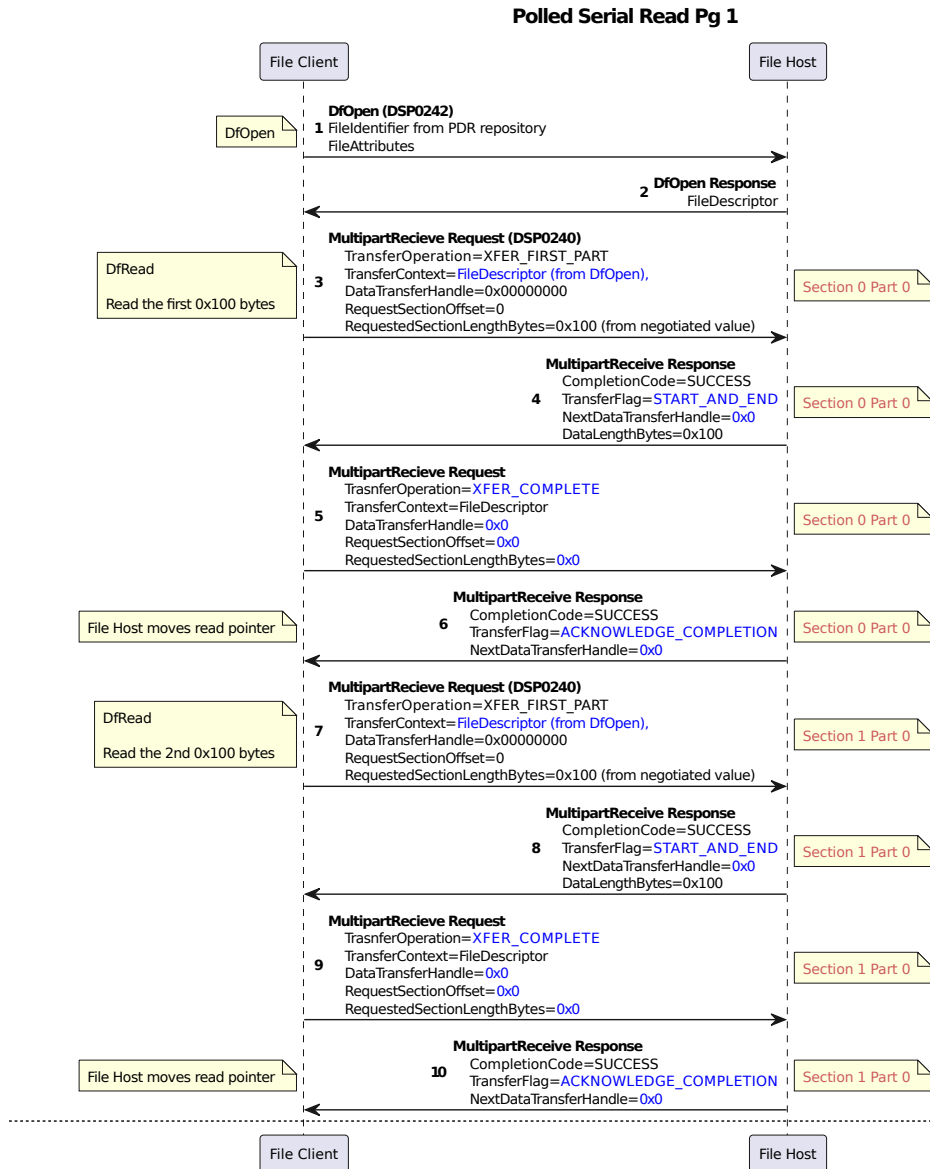 Polled Serial Read Pg 1
File Client
File Host
DfOpen
1
DfOpen (DSP0242)
FileIdentifier from PDR repository
FileAttributes
2
DfOpen Response
FileDescriptor
DfRead
Read the first 0x100 bytes
3
MultipartRecieve Request (DSP0240)
TransferOperation=XFER_FIRST_PART
TransferContext=FileDescriptor (from DfOpen),
DataTransferHandle=0x00000000
RequestSectionOffset=0
RequestedSectionLengthBytes=0x100 (from negotiated value)
Section 0 Part 0
4
MultipartReceive Response
CompletionCode=SUCCESS
TransferFlag=START_AND_END
NextDataTransferHandle=0x0
DataLengthBytes=0x100
Section 0 Part 0
5
MultipartRecieve Request
TrasnferOperation=XFER_COMPLETE
TransferContext=FileDescriptor
DataTransferHandle=0x0
RequestSectionOffset=0x0
RequestedSectionLengthBytes=0x0
Section 0 Part 0
File Host moves read pointer
6
MultipartReceive Response
CompletionCode=SUCCESS
TransferFlag=ACKNOWLEDGE_COMPLETION
NextDataTransferHandle=0x0
Section 0 Part 0
DfRead
Read the 2nd 0x100 bytes
7
MultipartRecieve Request (DSP0240)
TransferOperation=XFER_FIRST_PART
TransferContext=FileDescriptor (from DfOpen),
DataTransferHandle=0x00000000
RequestSectionOffset=0
RequestedSectionLengthBytes=0x100 (from negotiated value)
Section 1 Part 0
8
MultipartReceive Response
CompletionCode=SUCCESS
TransferFlag=START_AND_END
NextDataTransferHandle=0x0
DataLengthBytes=0x100
Section 1 Part 0
9
MultipartRecieve Request
TrasnferOperation=XFER_COMPLETE
TransferContext=FileDescriptor
DataTransferHandle=0x0
RequestSectionOffset=0x0
RequestedSectionLengthBytes=0x0
Section 1 Part 0
File Host moves read pointer
10
MultipartReceive Response
CompletionCode=SUCCESS
TransferFlag=ACKNOWLEDGE_COMPLETION
NextDataTransferHandle=0x0
Section 1 Part 0
File Client
File Host